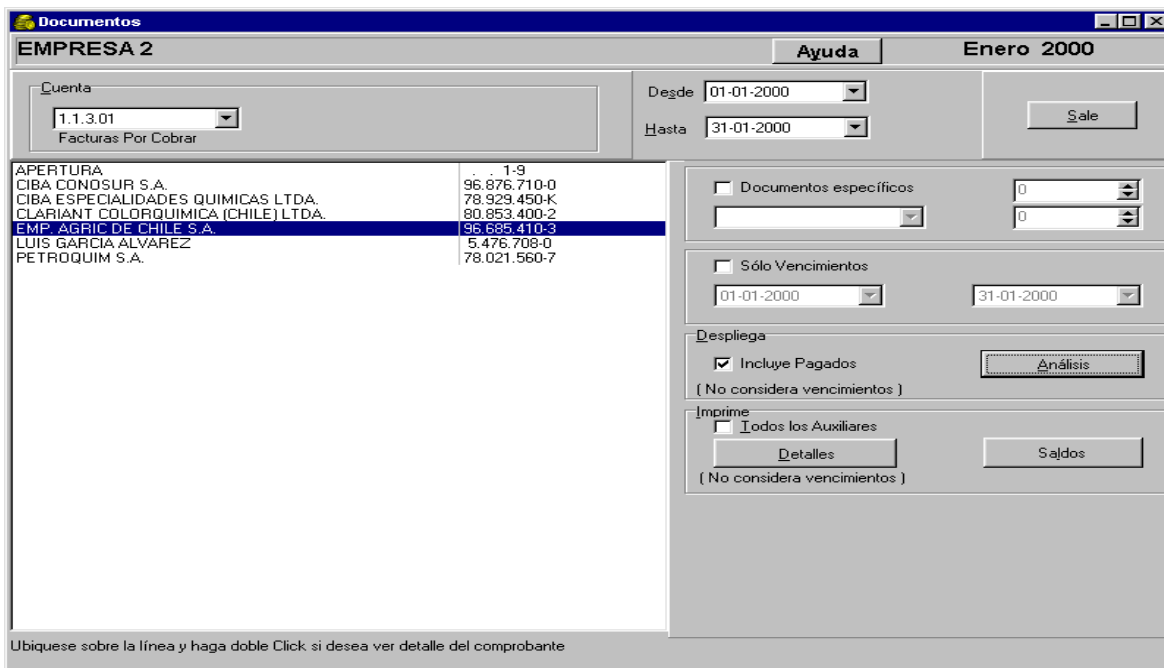 Documentos
EMPRESA 2
Ayuda
Enero 2000
Cuenta
1.1.3.01
Facturas Por Cobrar
Desde 01-01-2000
Hasta 31-01-2000
Sale
APERTURA . . 1-9
CIBA CONOSUR S.A. 96.876.710-0
CIBA ESPECIALIDADES QUIMICAS LTDA. 78.929.450-K
CLARIANT COLORQUIMICA (CHILE) LTDA. 80.853.400-2
EMP. AGRIC DE CHILE S.A. 96.685.410-3
LUIS GARCIA ALVAREZ 5.476.708-0
PETROQUIM S.A. 78.021.560-7
Documentos específicos 0
0
Sólo Vencimientos
01-01-2000 31-01-2000
Despliega
Incluye Pagados
Análisis
( No considera vencimientos )
Imprime
Todos los Auxiliares
Detalles
Saldos
( No considera vencimientos )
Ubiquese sobre la línea y haga doble Click si desea ver detalle del comprobante